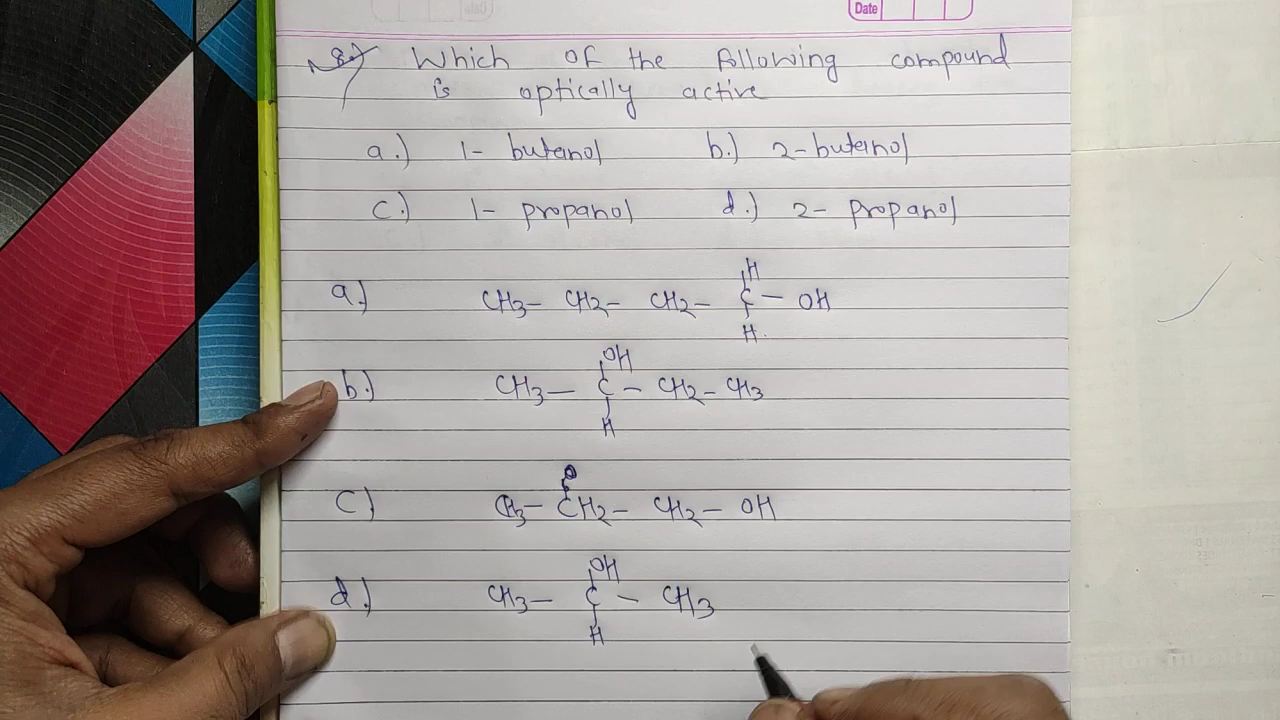 Date
Q.) Which of the following compound
is optically active
a.) 1- butanol b.) 2-butanol
c.) 1- propanol d.) 2- propanol
H
a.) CH3- CH2- CH2- C - OH
H
OH
b.) CH3- C - CH2- CH3
H
C) CH3- CH2- CH2- OH
OH
d.) CH3- C - CH3
H